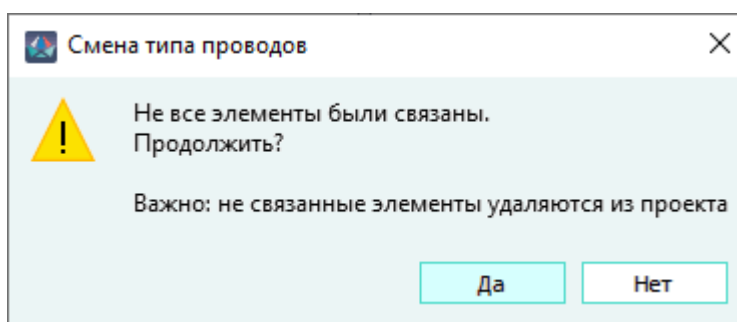 Смена типа проводов
Не все элементы были связаны.
Продолжить?
Важно: не связанные элементы удаляются из проекта
Да
Нет